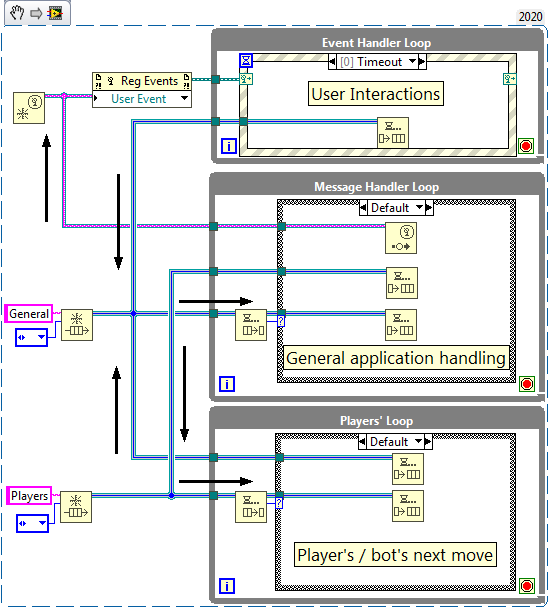 2020
Event Handler Loop
[0] Timeout
Reg Events
User Event
User Interactions
i
Message Handler Loop
Default
General
?
General application handling
i
Players' Loop
Default
Players
?
Player's / bot's next move
i